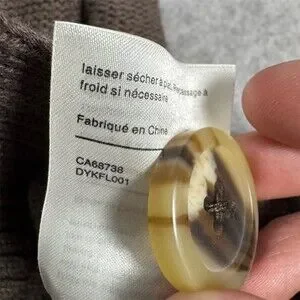 laisser sécher à plat, Repassage à
froid si nécessaire
Fabriqué en Chine
CA68738
DYKFL001